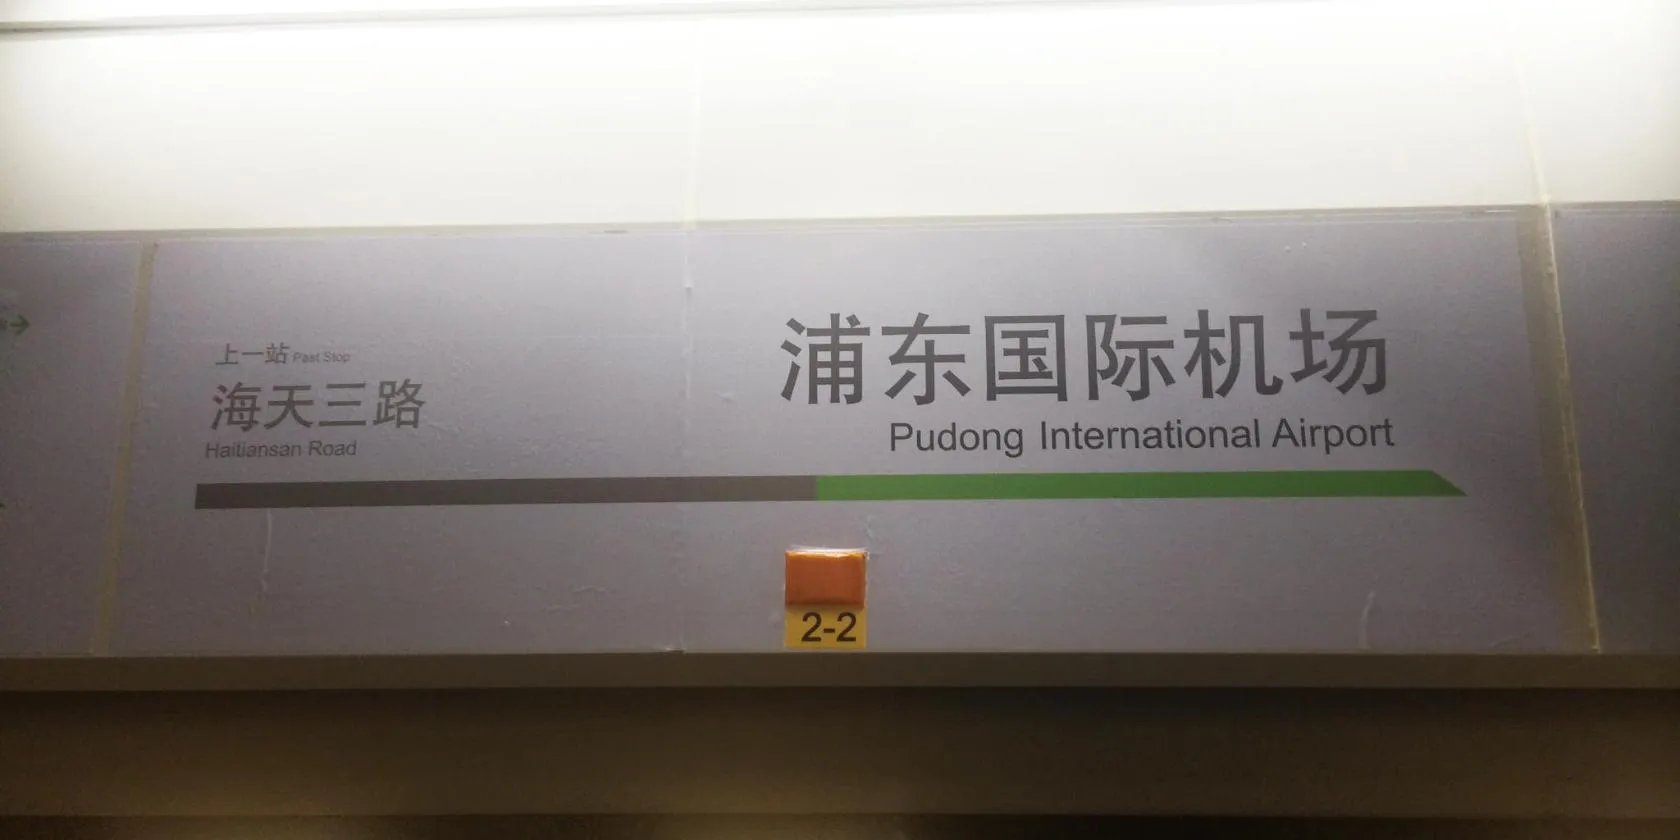 上一站 Past Stop
海天三路
Haitiansan Road
浦东国际机场
Pudong International Airport
2-2